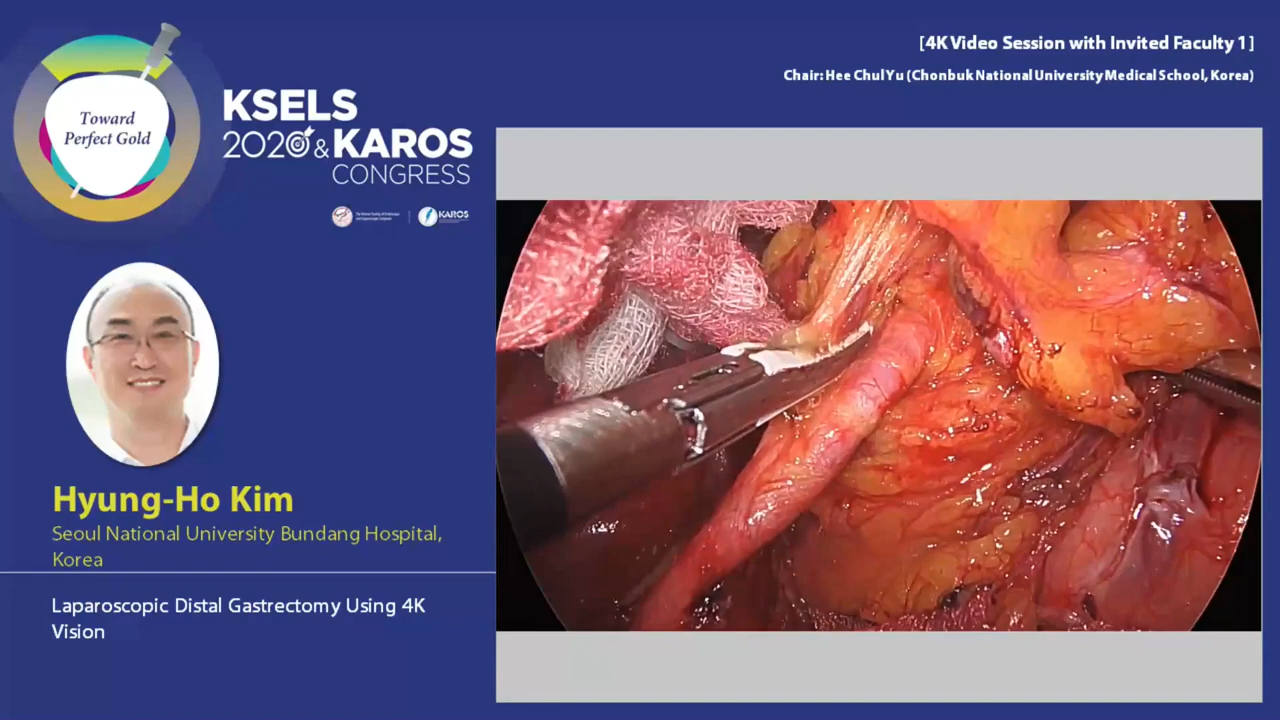 [4K Video Session with Invited Faculty 1]
Chair: Hee Chul Yu (Chonbuk National University Medical School, Korea)
Toward
Perfect Gold
KSELS
2020 & KAROS
CONGRESS
KAROS
Hyung-Ho Kim
Seoul National University Bundang Hospital,
Korea
Laparoscopic Distal Gastrectomy Using 4K
Vision